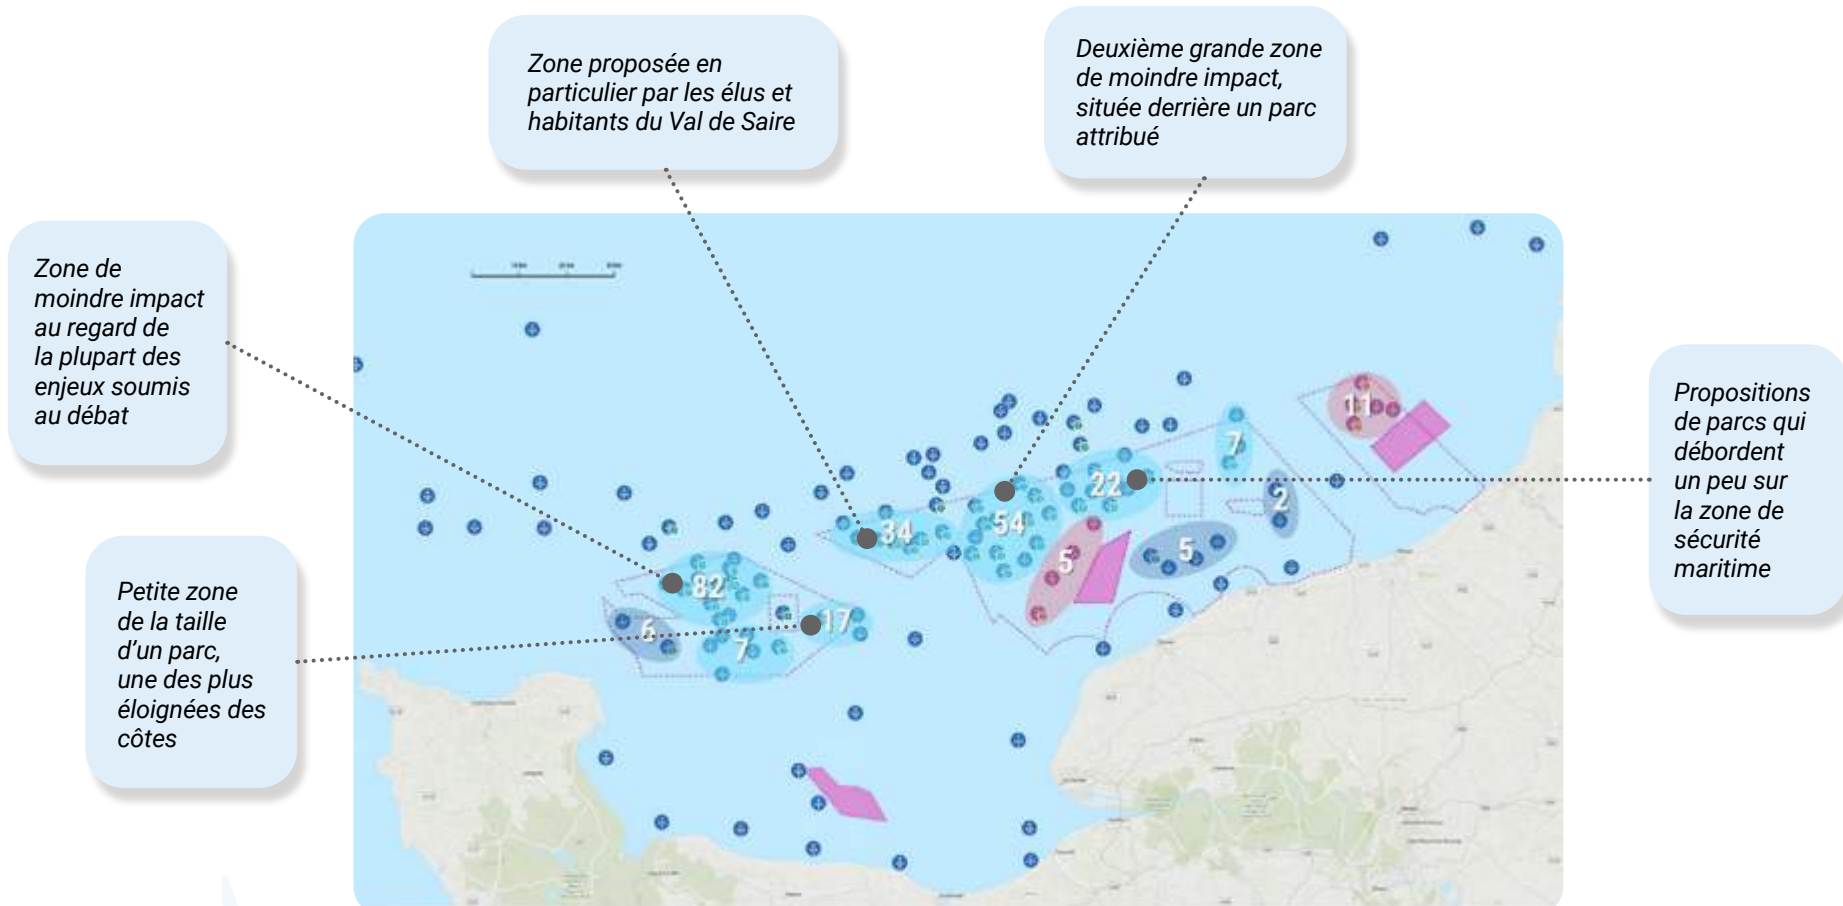 Zone proposée en
particulier par les élus et
habitants du Val de Saire
Deuxième grande zone
de moindre impact,
située derrière un parc
attribué
Zone de
moindre impact
au regard de
la plupart des
enjeux soumis
au débat
Petite zone
de la taille
d’un parc,
une des plus
éloignées des
côtes
Propositions
de parcs qui
débordent
un peu sur
la zone de
sécurité
maritime
11
7
22
2
54
34
5
5
82
17
6
7